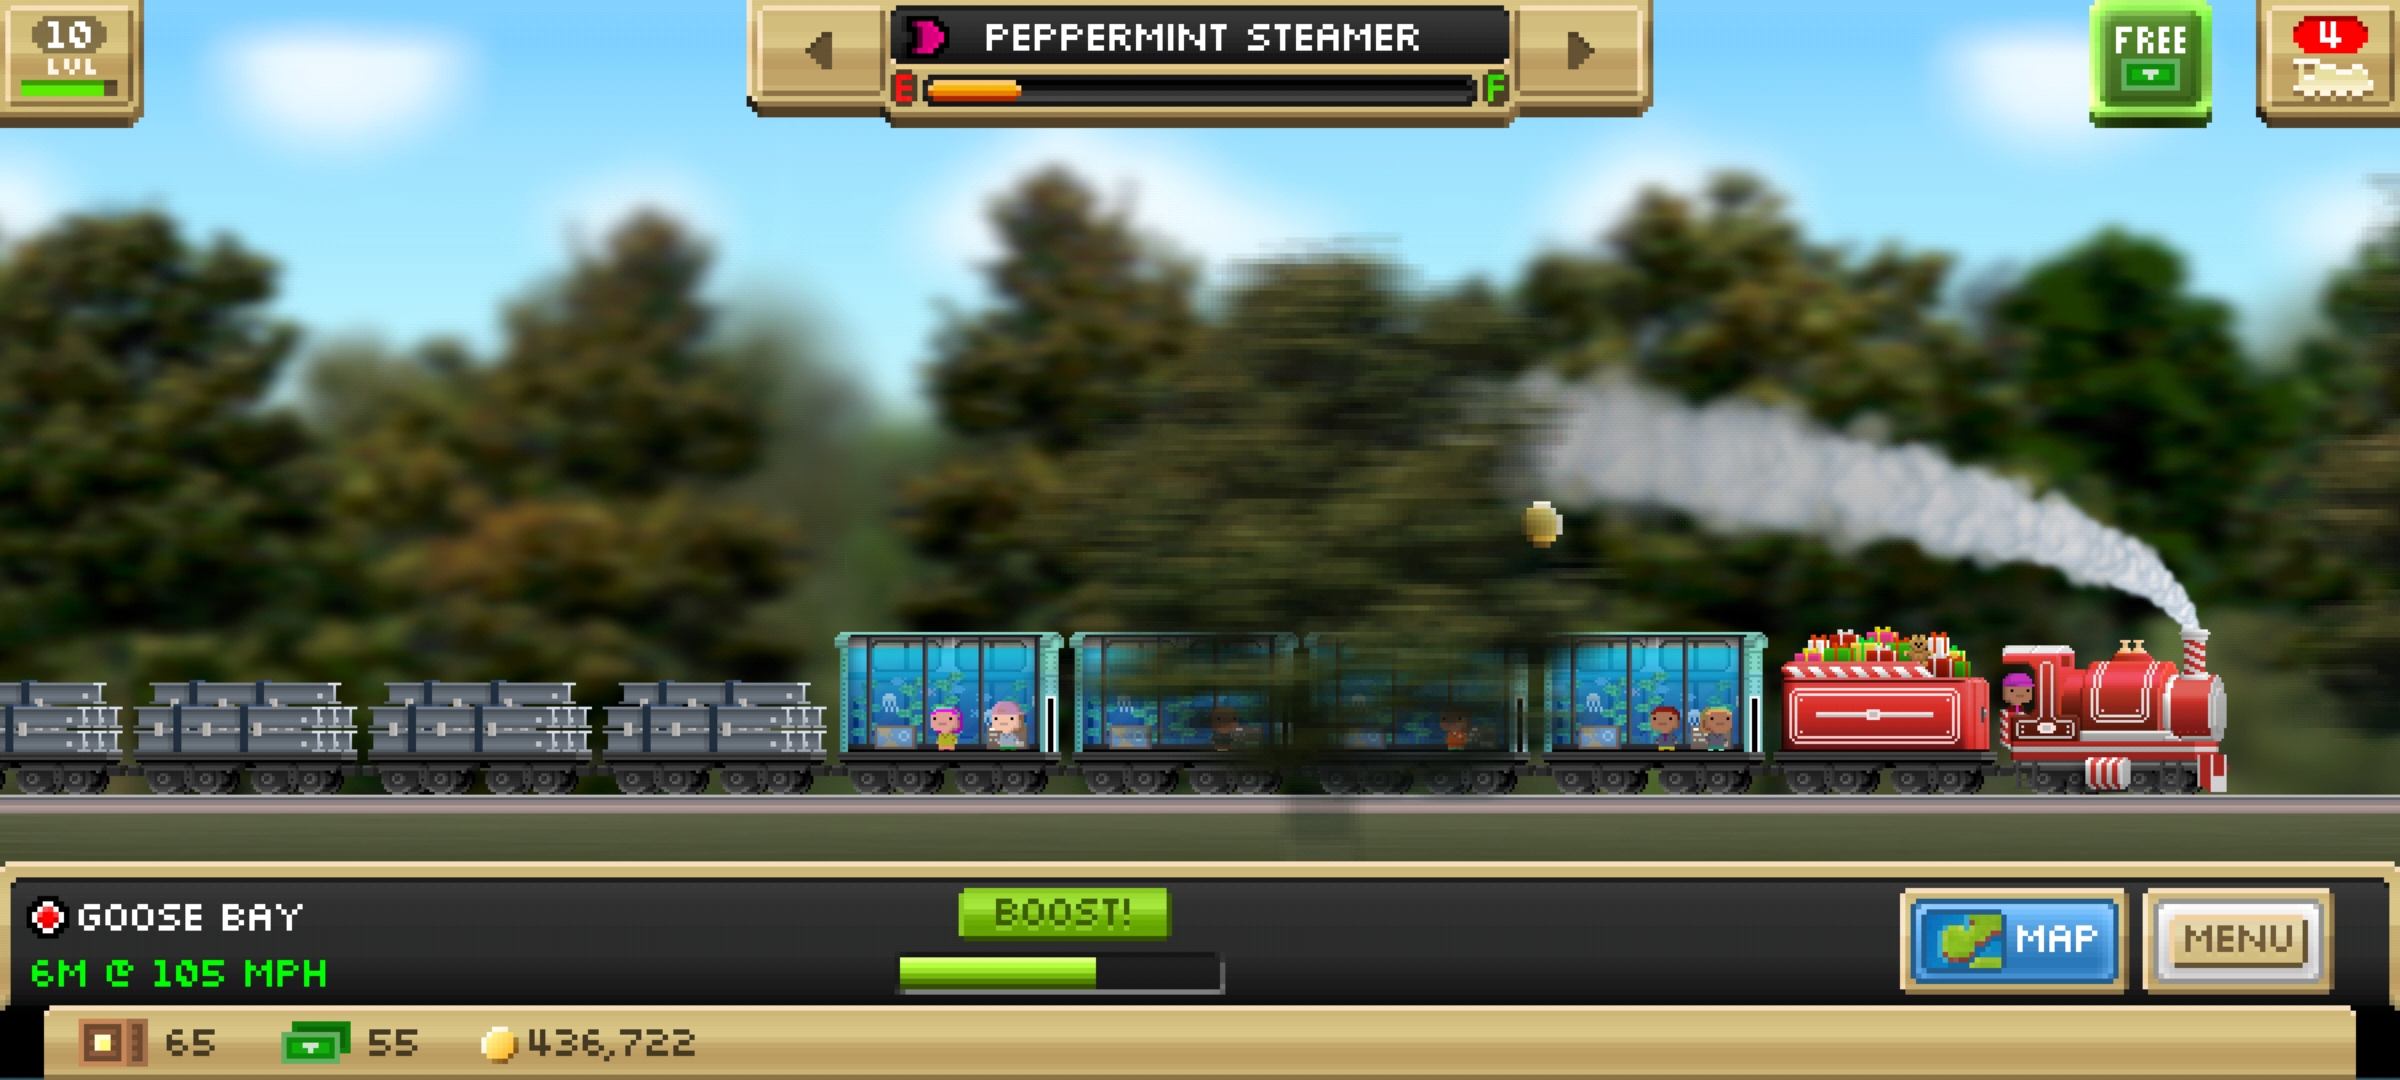 10
LVL
PEPPERMINT STEAMER
E F
FREE
4
GOOSE BAY
6M @ 105 MPH
BOOST!
MAP
MENU
65
55
436,722